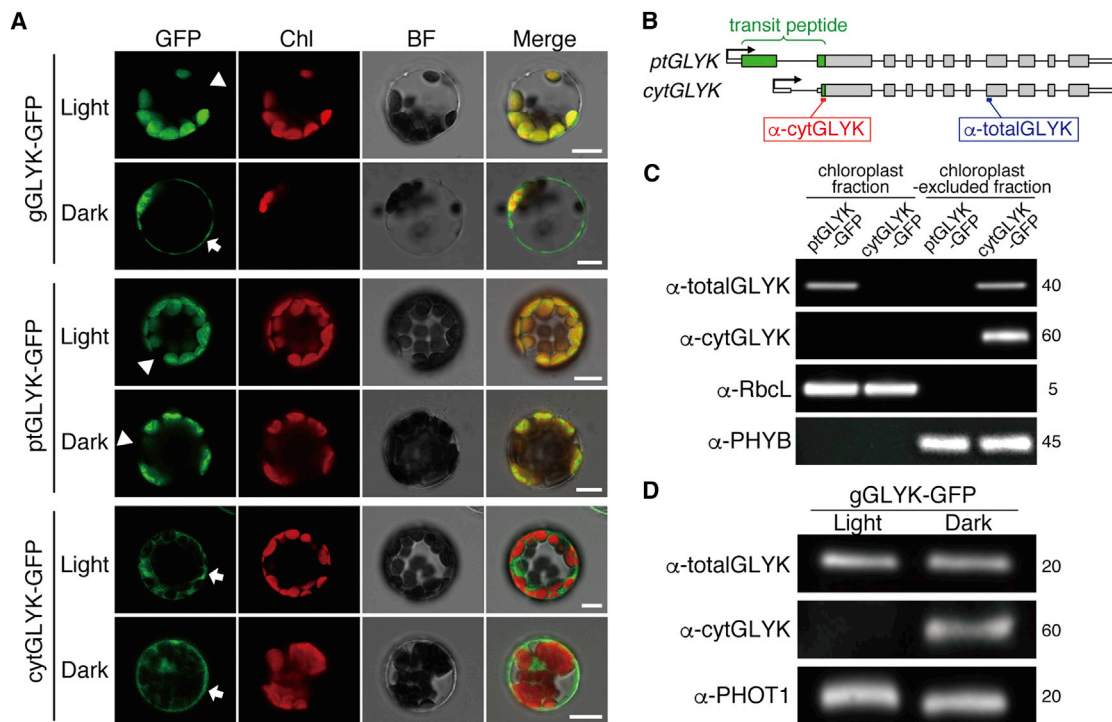 A
GFP Chl BF Merge
gGLYK-GFP
Light
Dark
ptGLYK-GFP
Light
Dark
cytGLYK-GFP
Light
Dark
B
transit peptide
ptGLYK
cytGLYK
α-cytGLYK
α-totalGLYK
C
chloroplast
fraction
chloroplast
-excluded fraction
ptGLYK
-GFP
cytGLYK
-GFP
ptGLYK
-GFP
cytGLYK
-GFP
α-totalGLYK 40
α-cytGLYK 60
α-RbcL 5
α-PHYB 45
D
gGLYK-GFP
Light Dark
α-totalGLYK 20
α-cytGLYK 60
α-PHOT1 20